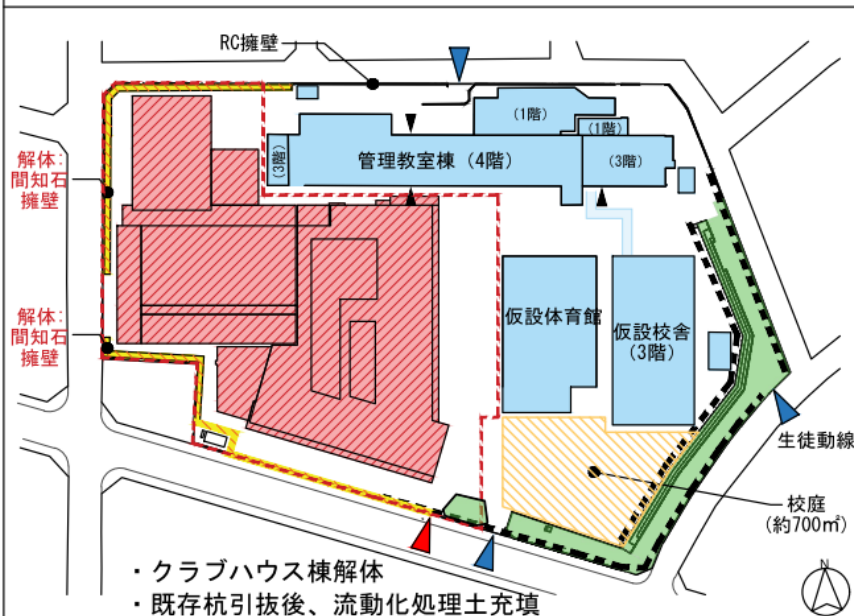 RC擁壁
(1階)
(1階)
(3階)
管理教室棟（4階）
(3階)
解体：
間知石
擁壁
解体：
間知石
擁壁
仮設体育館
仮設校舎
(3階)
生徒動線
校庭
(約700㎡)
N
・クラブハウス棟解体
・既存杭引抜後、流動化処理土充填